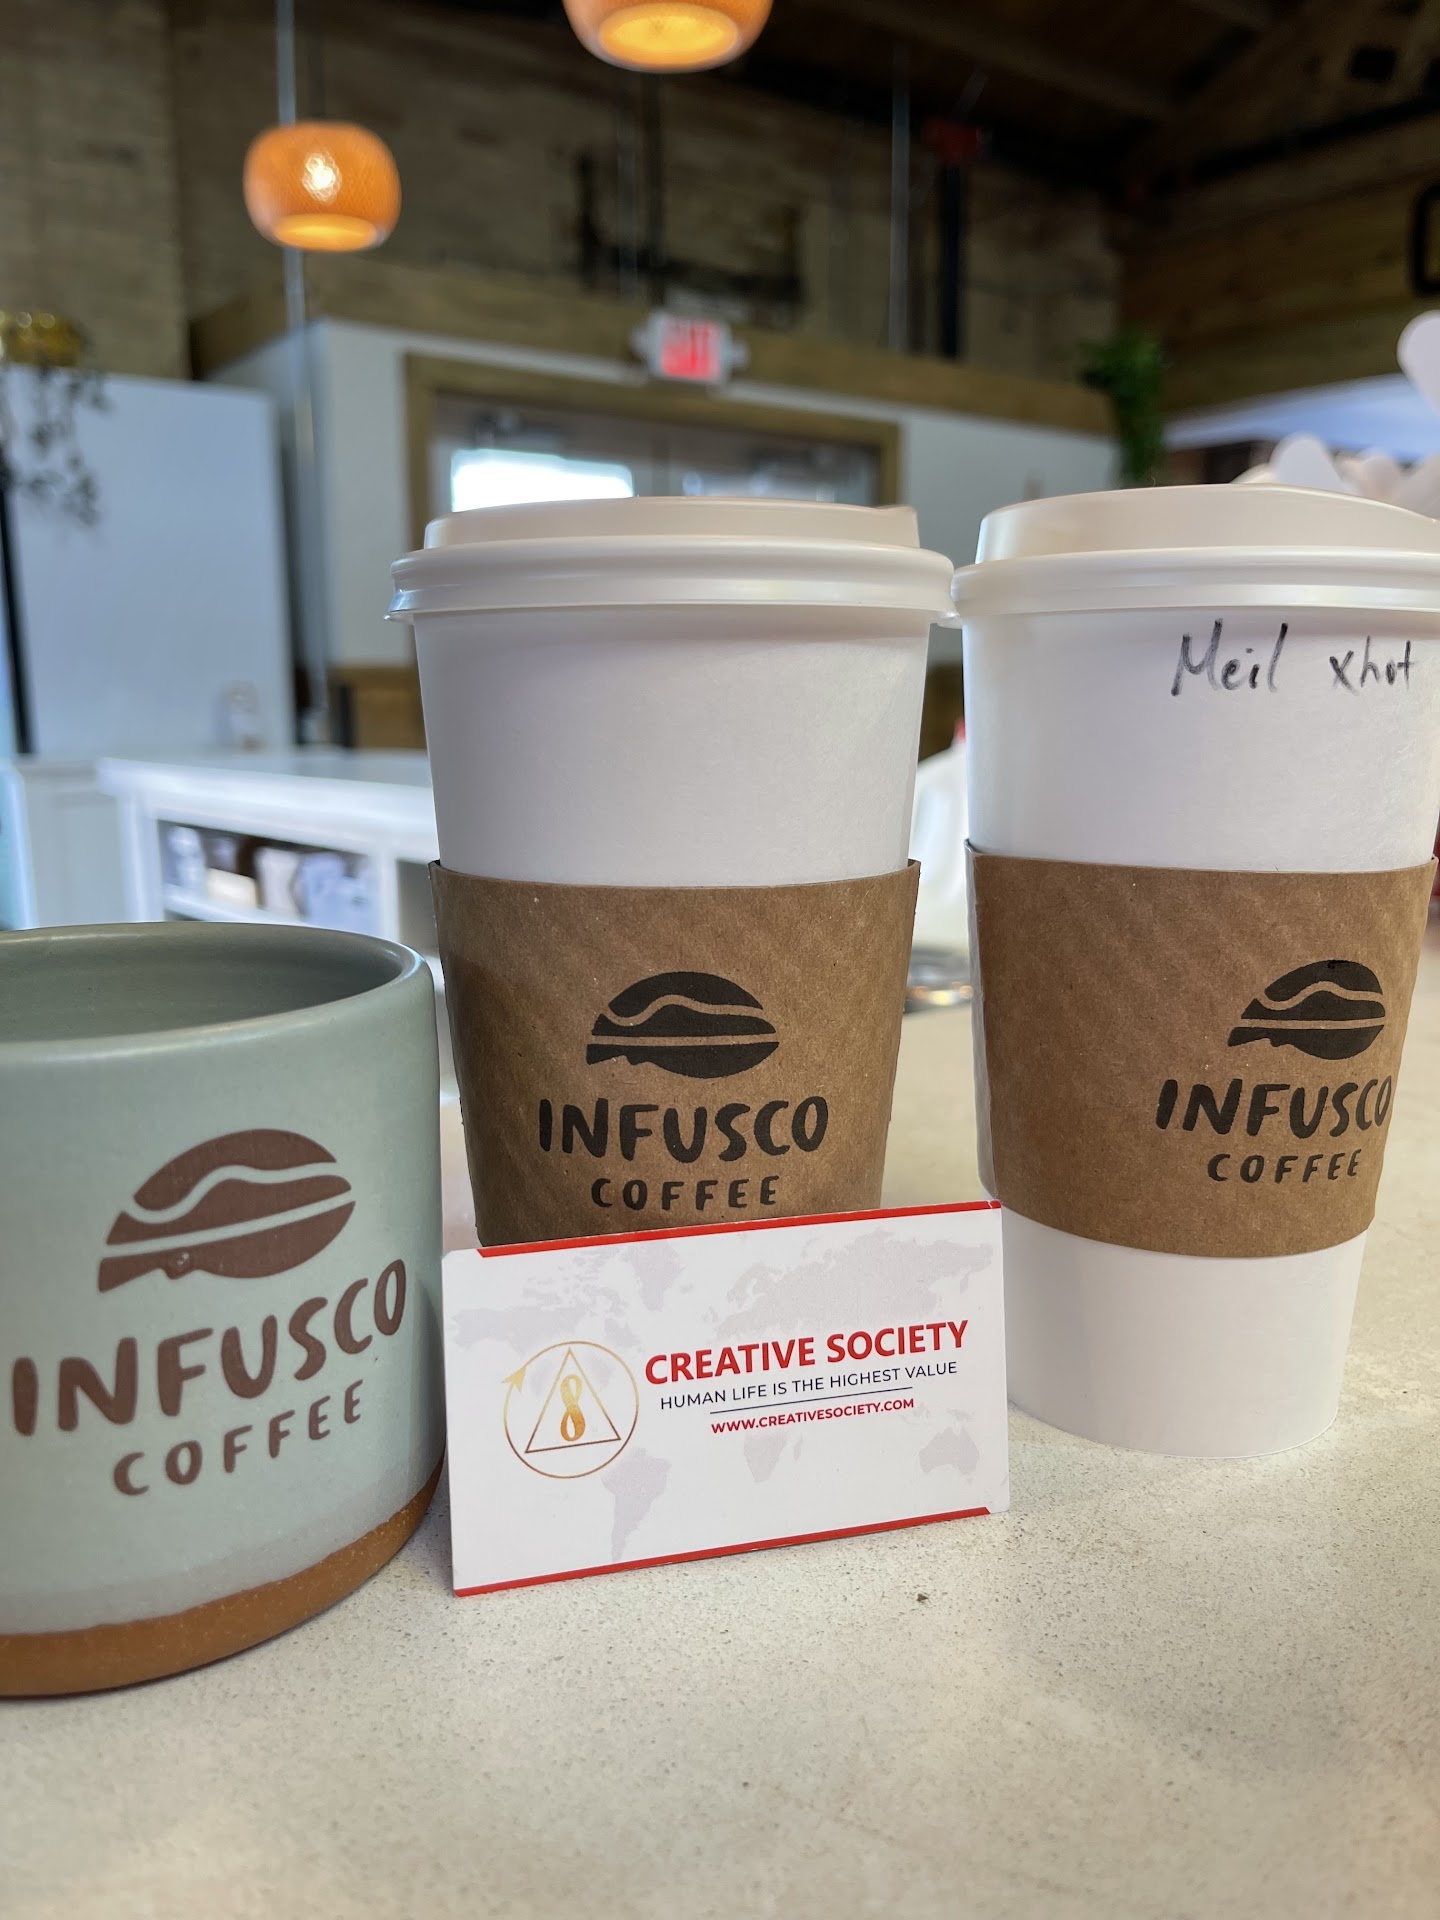 EXIT
Meil xhot
INFUSCO
COFFEE
INFUSCO
COFFEE
INFUSCO
COFFEE
CREATIVE SOCIETY
HUMAN LIFE IS THE HIGHEST VALUE
WWW.CREATIVESOCIETY.COM